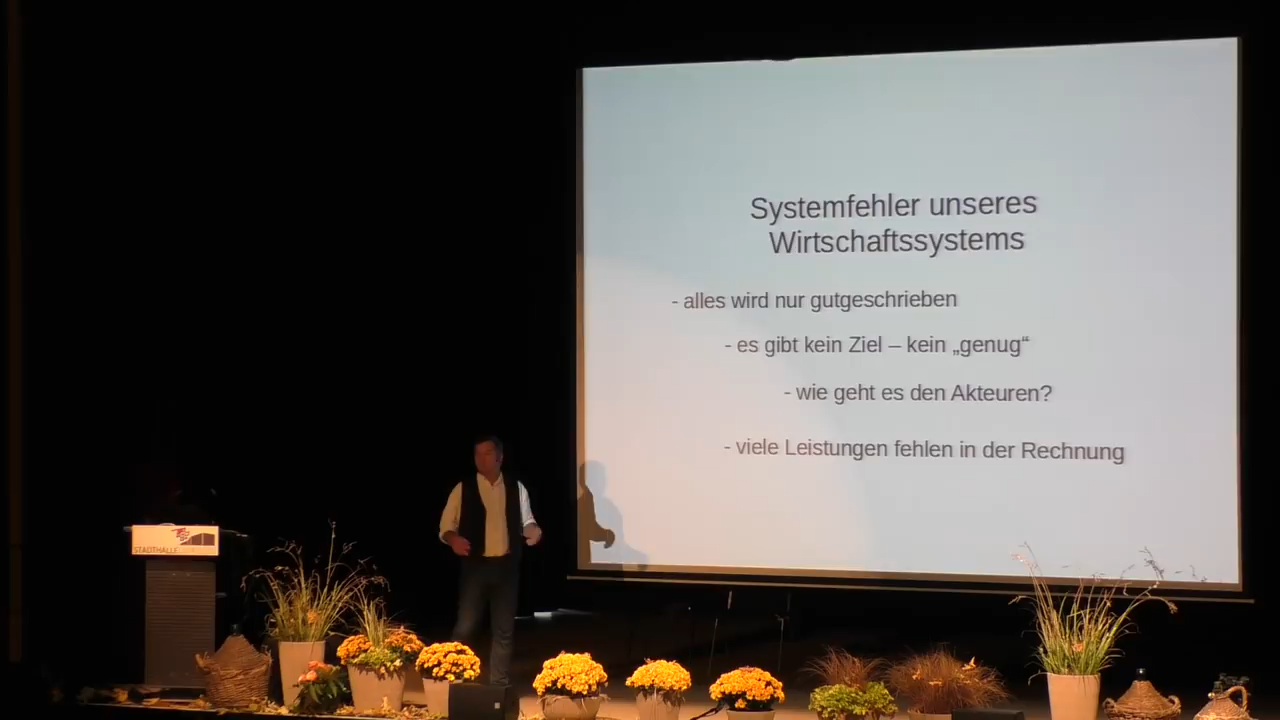 Systemfehler unseres
Wirtschaftssystems
- alles wird nur gutgeschrieben
- es gibt kein Ziel – kein „genug“
- wie geht es den Akteuren?
- viele Leistungen fehlen in der Rechnung
STADTHALLE